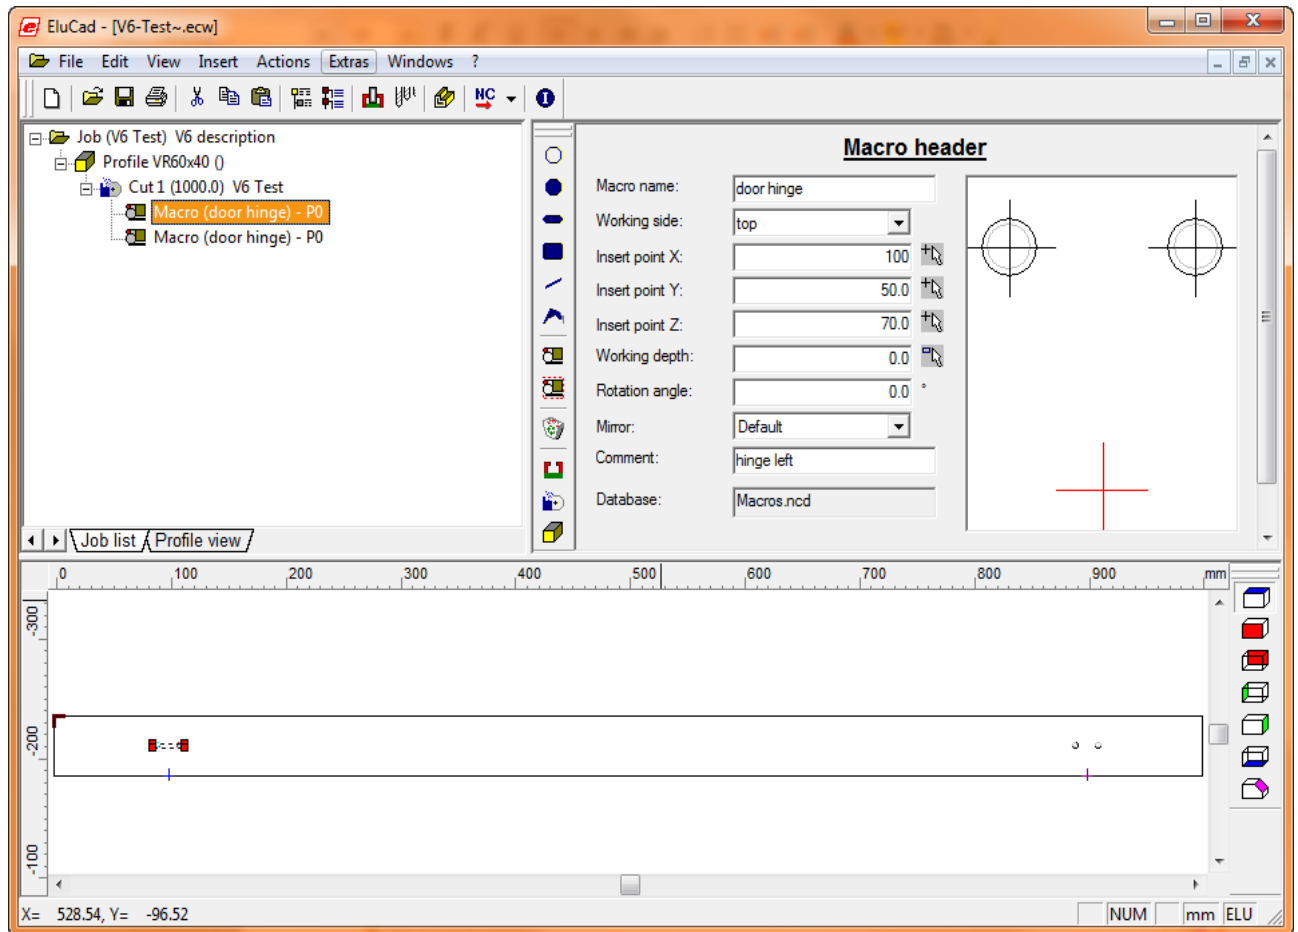 EluCad - [V6-Test~.ecw]
File Edit View Insert Actions Extras Windows ?
NC
Job (V6 Test) V6 description
Profile VR60x40 ()
Cut 1 (1000.0) V6 Test
Macro (door hinge) - P0
Macro (door hinge) - P0
Job list Profile view
Macro header
Macro name: door hinge
Working side: top
Insert point X: 100
Insert point Y: 50.0
Insert point Z: 70.0
Working depth: 0.0
Rotation angle: 0.0 °
Mirror: Default
Comment: hinge left
Database: Macros.ncd
0 100 200 300 400 500 600 700 800 900 mm
-300
-200
-100
X= 528.54, Y= -96.52
NUM mm ELU